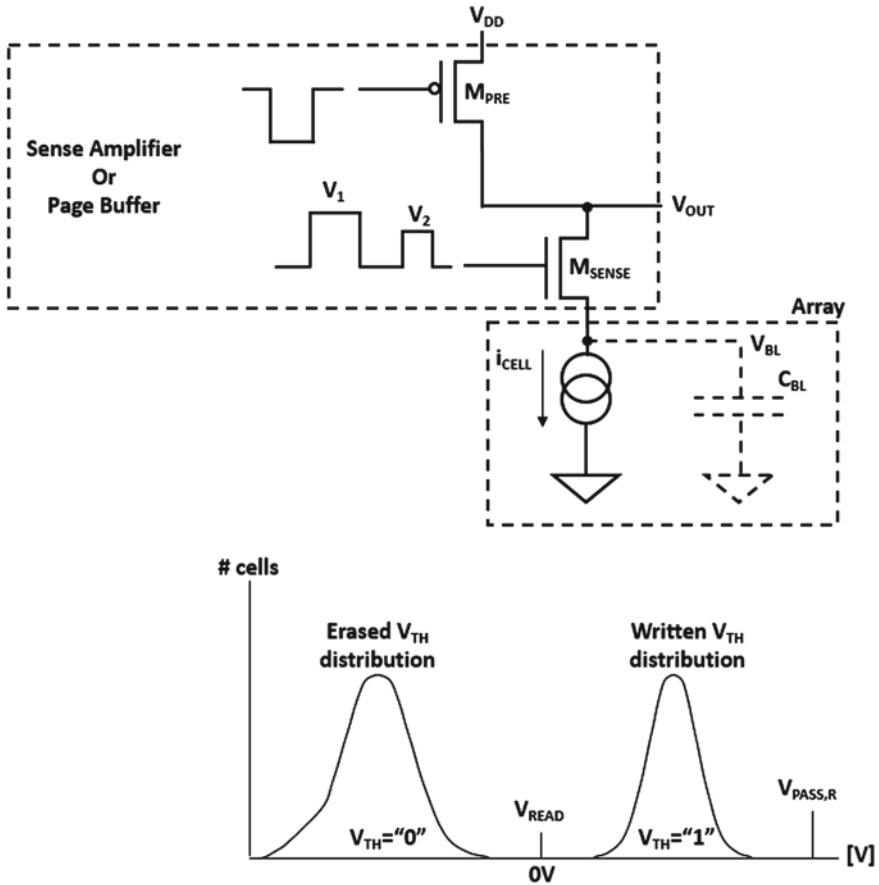 V_DD
M_PRE
Sense Amplifier
Or
Page Buffer
V_1
V_2
V_OUT
M_SENSE
Array
i_CELL
V_BL
C_BL
# cells
Erased V_TH
distribution
Written V_TH
distribution
V_READ
V_PASS,R
V_TH="0"
V_TH="1"
[V]
0V